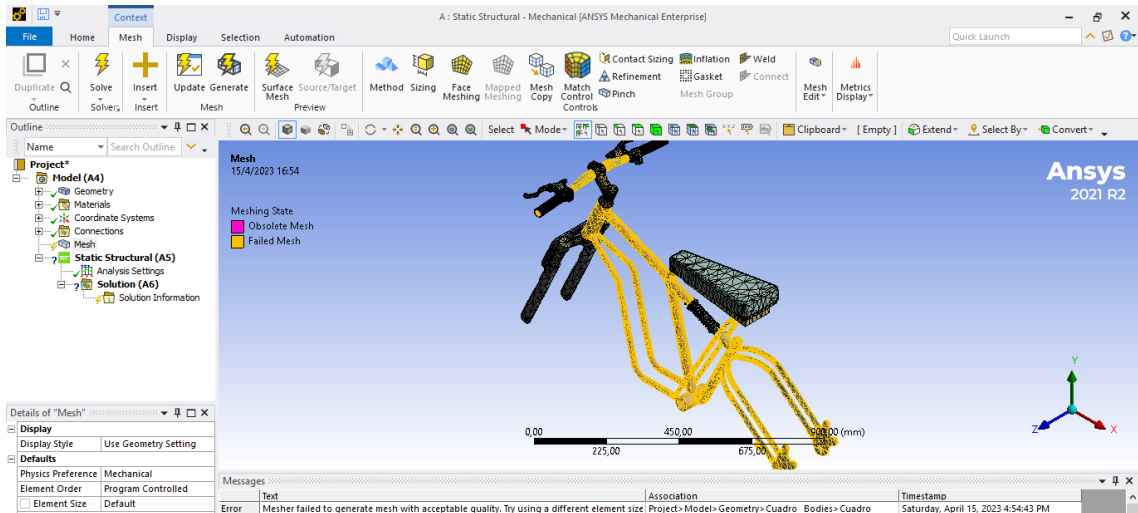 Context
A : Static Structural - Mechanical [ANSYS Mechanical Enterprise]
File Home Mesh Display Selection Automation Quick Launch
Duplicate Q Solve Insert Update Generate Surface Mesh Source/Target Method Sizing Face Meshing Mapped Meshing Mesh Copy Match Control Contact Sizing Inflation Weld
Refinement Gasket Connect
Pinch Mesh Group
Mesh Edit Metrics Display
Outline Solver Insert Mesh Preview Controls
Outline
Select Mode Clipboard [ Empty ] Extend Select By Convert
Name Search Outline
Project*
Model (A4)
Geometry
Materials
Coordinate Systems
Connections
Mesh
Static Structural (A5)
Analysis Settings
Solution (A6)
Solution Information
Mesh
15/4/2023 16:54
Meshing State
Obsolete Mesh
Failed Mesh
Ansys
2021 R2
0,00 450,00 900,00 (mm)
225,00 675,00
Y
Z X
Details of "Mesh"
Display
Display Style Use Geometry Setting
Defaults
Physics Preference Mechanical
Element Order Program Controlled
Element Size Default
Messages
Text Association Timestamp
Error Mesher failed to generate mesh with acceptable quality. Try using a different element size Project>Model>Geometry>Cuadro_Bodies>Cuadro Saturday, April 15, 2023 4:54:43 PM